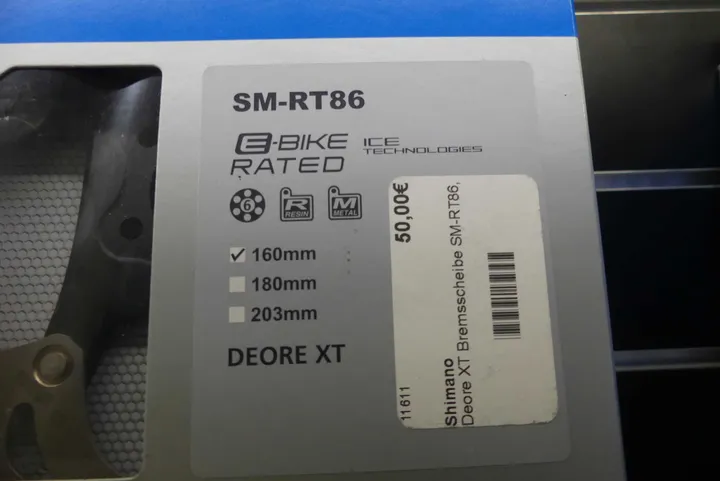 SM-RT86
E-BIKE RATED
ICE TECHNOLOGIES
6
R RESIN
M METAL
160mm
180mm
203mm
DEORE XT
50,00€
11611
Shimano
Deore XT Bremsscheibe SM-RT86,